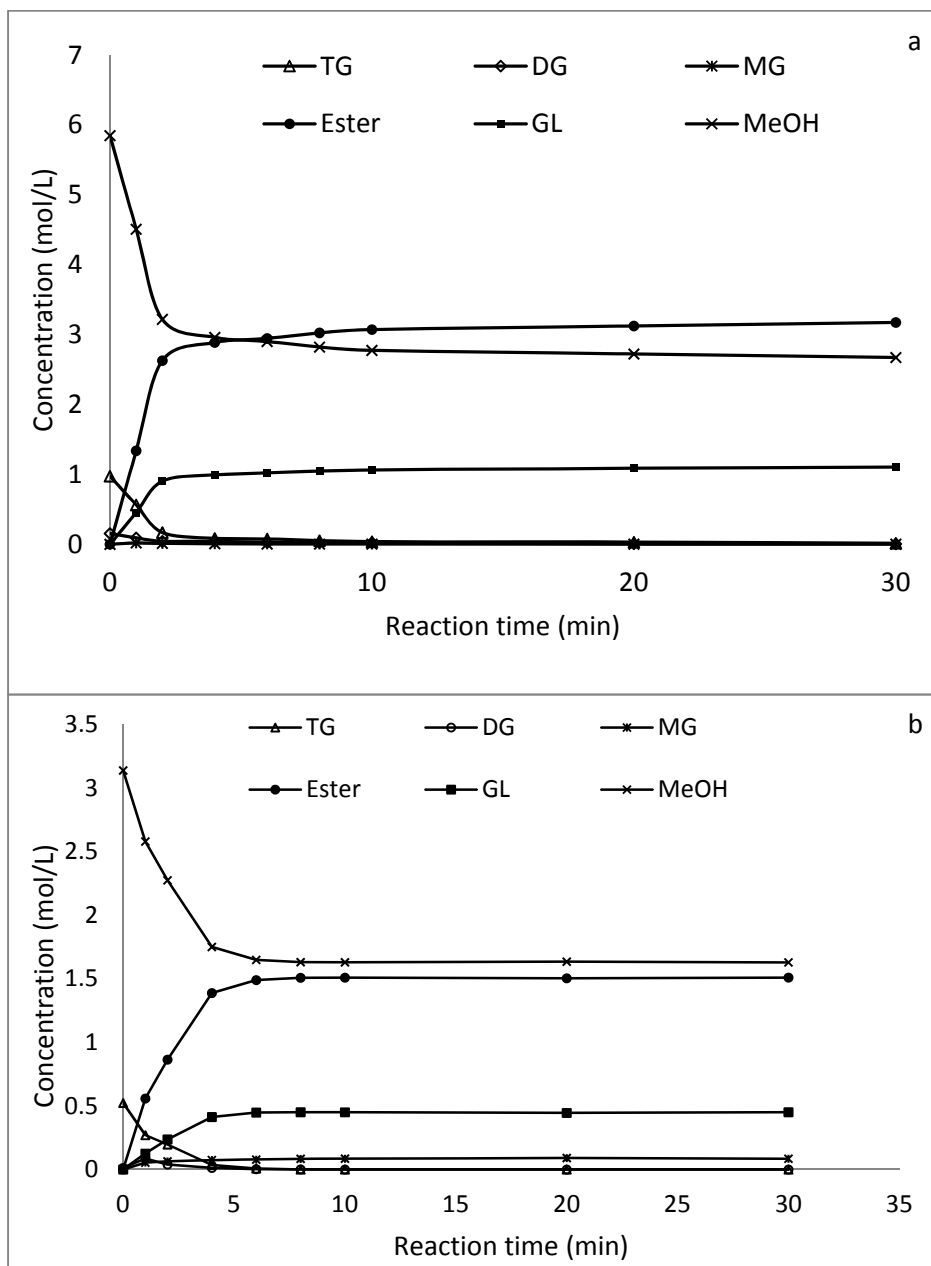 a
TG DG MG
Ester GL MeOH
7
6
5
4
3
2
1
0
Concentration (mol/L)
0 10 20 30
Reaction time (min)
b
TG DG MG
Ester GL MeOH
3.5
3
2.5
2
1.5
1
0.5
0
Concentration (mol/L)
0 5 10 15 20 25 30 35
Reaction time (min)